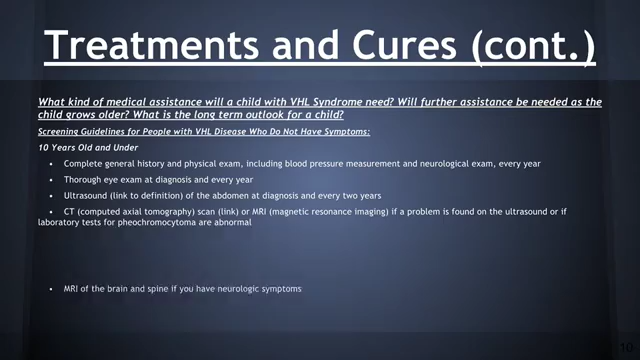 Treatments and Cures (cont.)
What kind of medical assistance will a child with VHL Syndrome need? Will further assistance be needed as the
child grows older? What is the long term outlook for a child?
Screening Guidelines for People with VHL Disease Who Do Not Have Symptoms:
10 Years Old and Under
• Complete general history and physical exam, including blood pressure measurement and neurological exam, every year
• Thorough eye exam at diagnosis and every year
• Ultrasound (link to definition) of the abdomen at diagnosis and every two years
• CT (computed axial tomography) scan (link) or MRI (magnetic resonance imaging) if a problem is found on the ultrasound or if
laboratory tests for pheochromocytoma are abnormal
• MRI of the brain and spine if you have neurologic symptoms
10